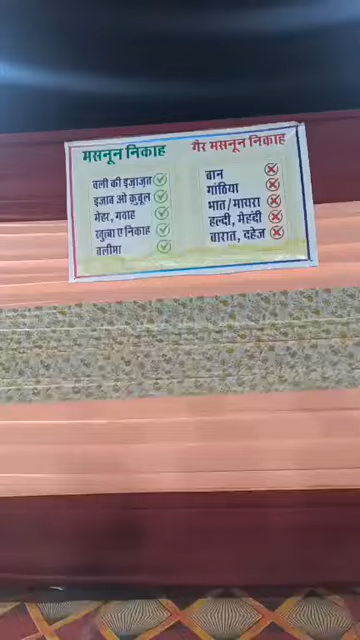 मसनून निकाह
वली की इजाज़त
इजाब ओ क़ुबूल
मेहर, गवाह
खुत्बा ए निकाह
वलीमा
गैर मसनून निकाह
बान
गांठिया
भात/मायरा
हल्दी, मेहंदी
बारात, दहेज